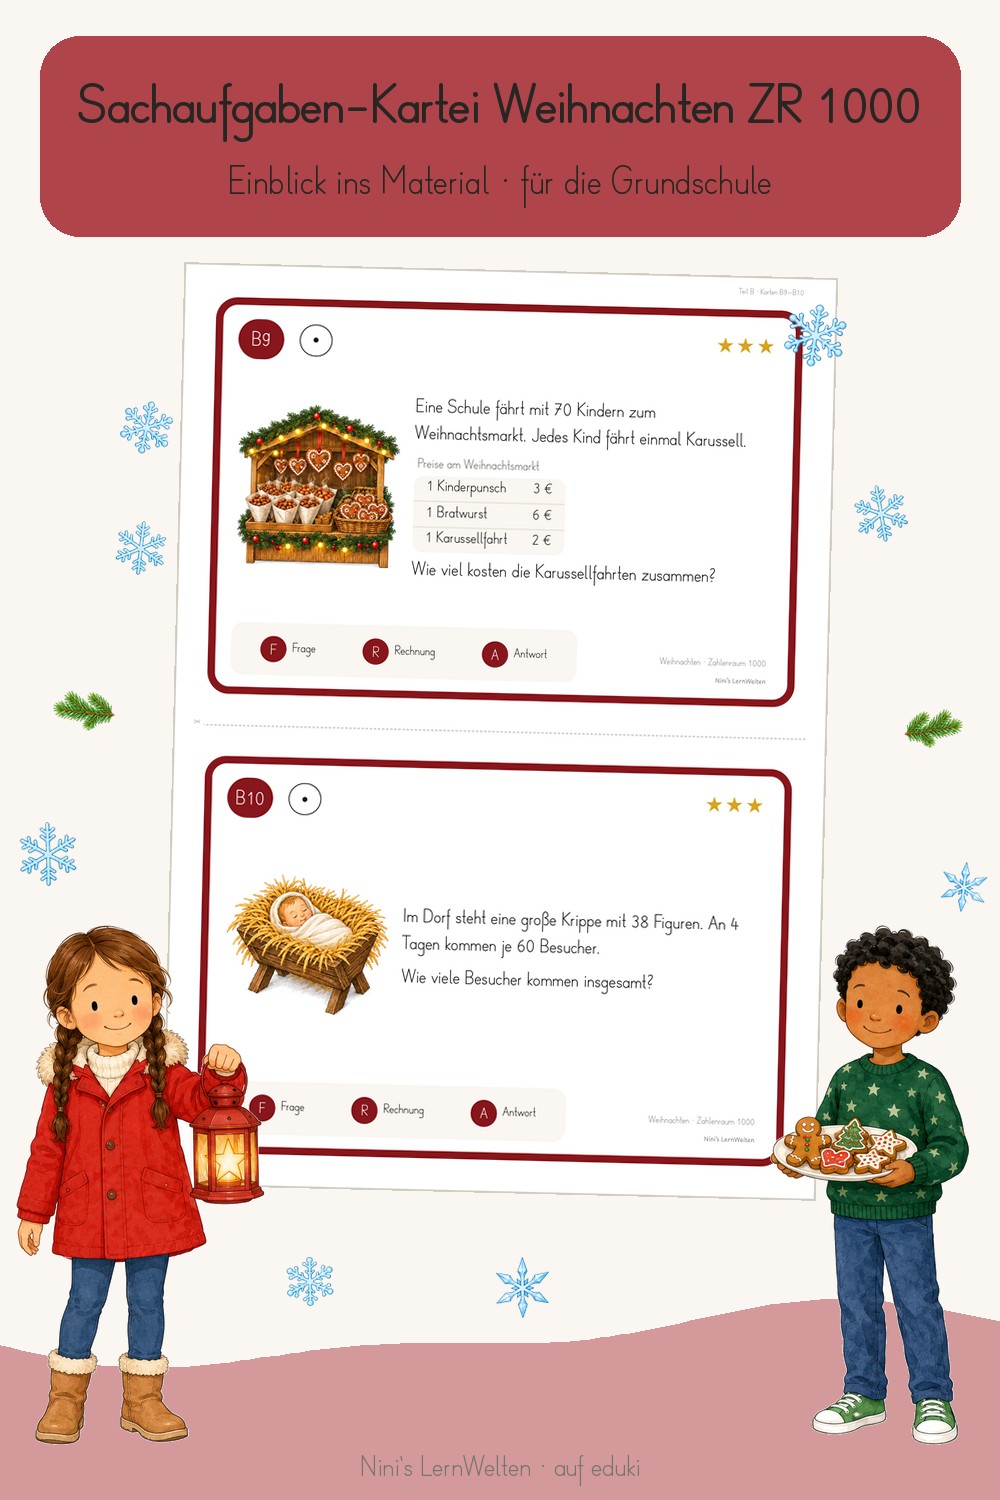 Sachaufgaben-Kartei Weihnachten ZR 1000
Einblick ins Material · für die Grundschule
Teil B · Karten B9–B10
B9
Eine Schule fährt mit 70 Kindern zum
Weihnachtsmarkt. Jedes Kind fährt einmal Karussell.
Preise am Weihnachtsmarkt
1 Kinderpunsch 3 €
1 Bratwurst 6 €
1 Karussellfahrt 2 €
Wie viel kosten die Karussellfahrten zusammen?
F Frage R Rechnung A Antwort
Weihnachten · Zahlenraum 1000
Nini's LernWelten
B10
Im Dorf steht eine große Krippe mit 38 Figuren. An 4
Tagen kommen je 60 Besucher.
Wie viele Besucher kommen insgesamt?
F Frage R Rechnung A Antwort
Weihnachten · Zahlenraum 1000
Nini's LernWelten
Nini's LernWelten · auf eduki